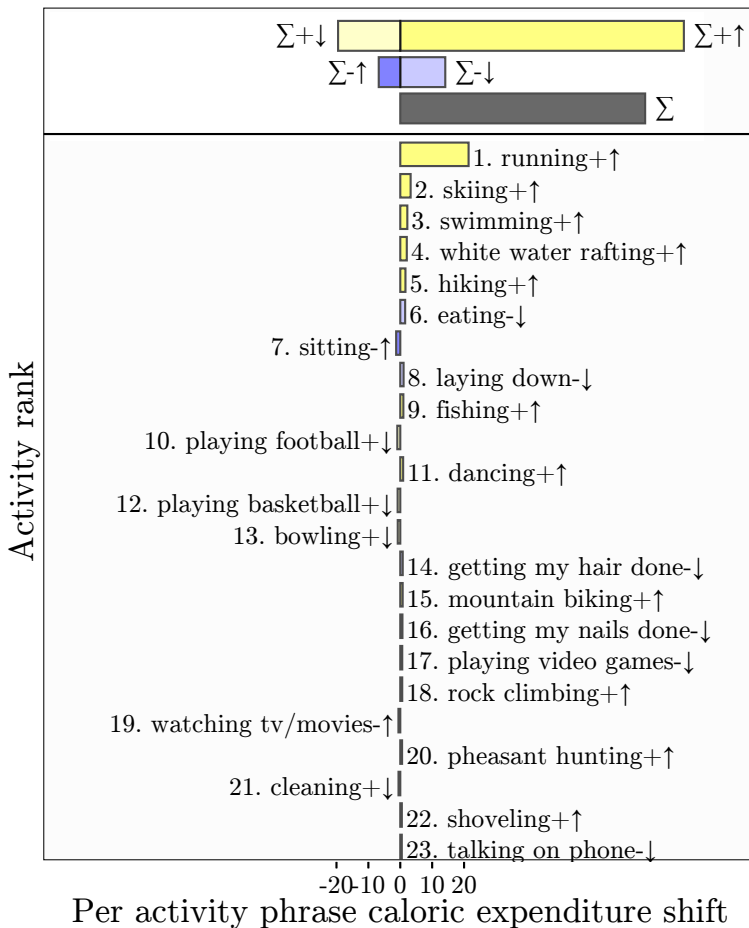 ∑+↓ ∑+↑
∑-↑ ∑-↓
∑
1. running+↑
2. skiing+↑
3. swimming+↑
4. white water rafting+↑
5. hiking+↑
6. eating-↓
7. sitting-↑
8. laying down-↓
9. fishing+↑
10. playing football+↓
11. dancing+↑
12. playing basketball+↓
13. bowling+↓
14. getting my hair done-↓
15. mountain biking+↑
16. getting my nails done-↓
17. playing video games-↓
18. rock climbing+↑
19. watching tv/movies-↑
20. pheasant hunting+↑
21. cleaning+↓
22. shoveling+↑
23. talking on phone-↓
Activity rank
-20 -10 0 10 20
Per activity phrase caloric expenditure shift